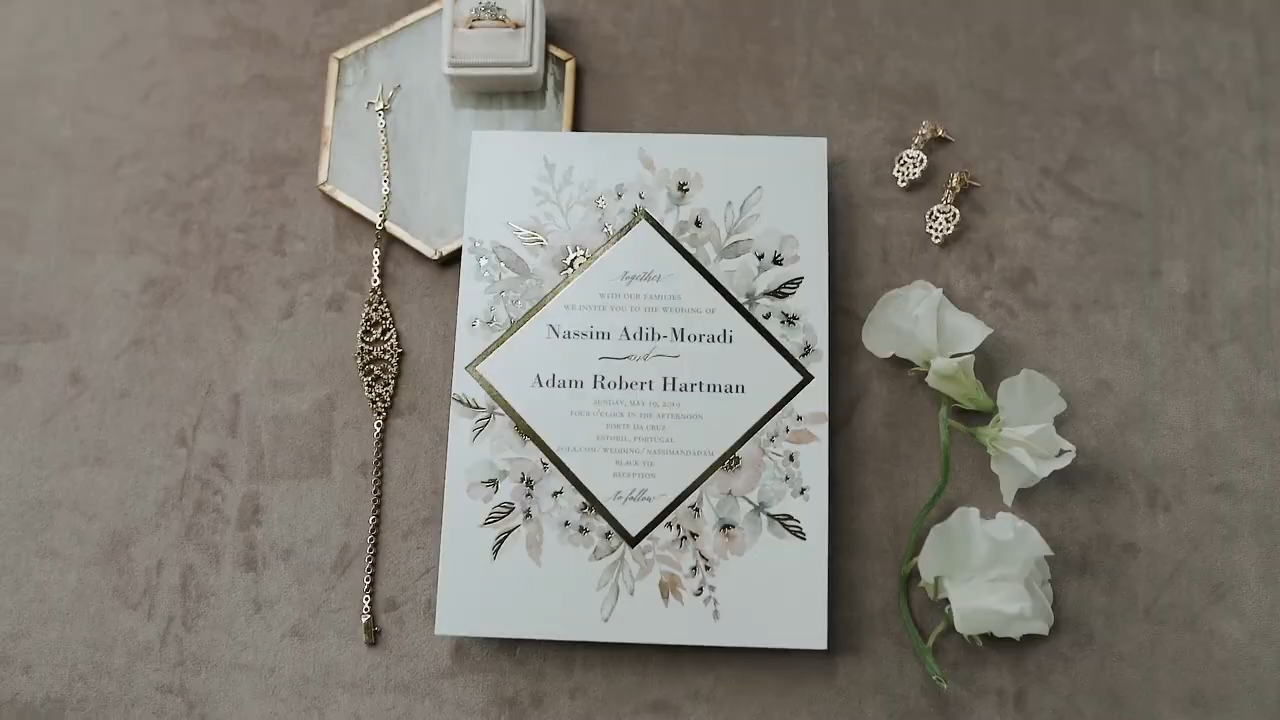 together
WITH OUR FAMILIES
WE INVITE YOU TO THE WEDDING OF
Nassim Adib-Moradi
and
Adam Robert Hartman
SUNDAY, MAY 19, 2019
FOUR O'CLOCK IN THE AFTERNOON
FORTE DA CRUZ
ESTORIL, PORTUGAL
ZOLA.COM/WEDDING/NASSIMANDADAM
BLACK TIE
RECEPTION
to follow